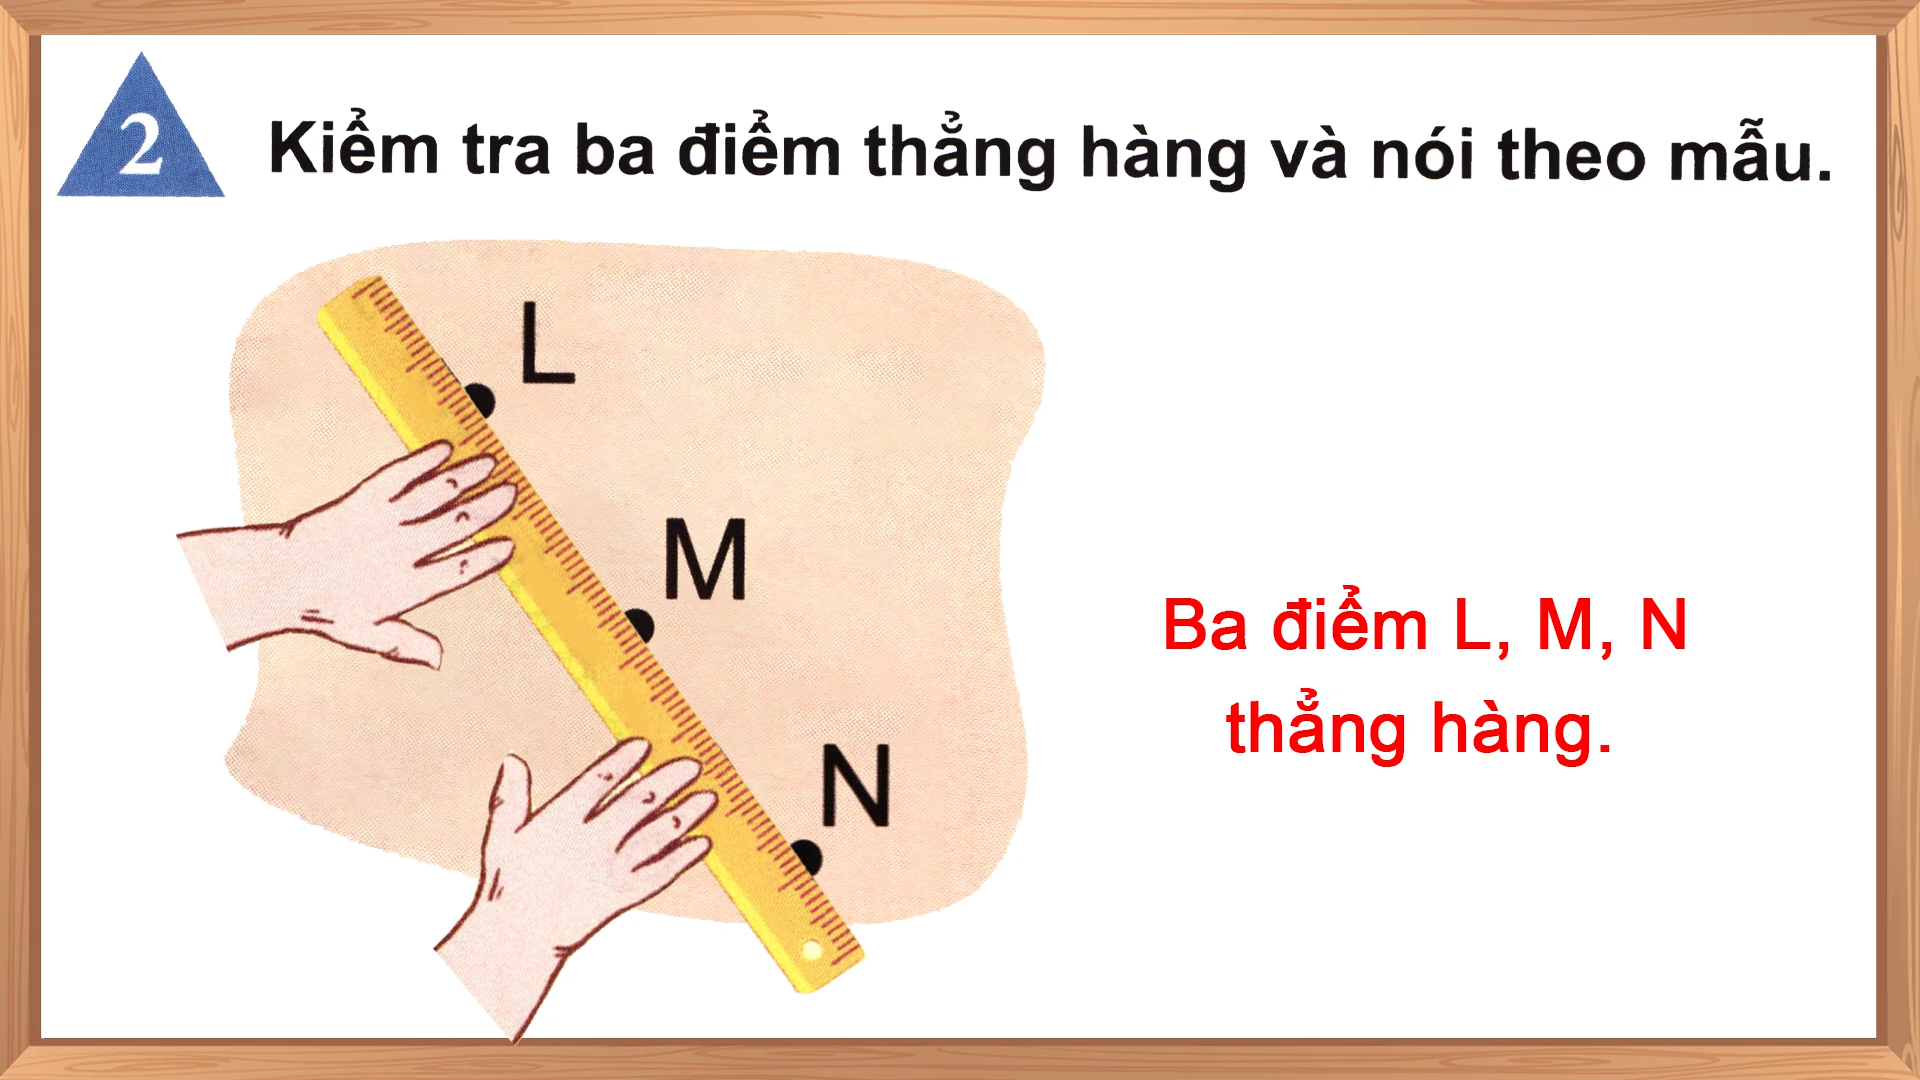 2
Kiểm tra ba điểm thẳng hàng và nói theo mẫu.
L
M
N
Ba điểm L, M, N
thẳng hàng.